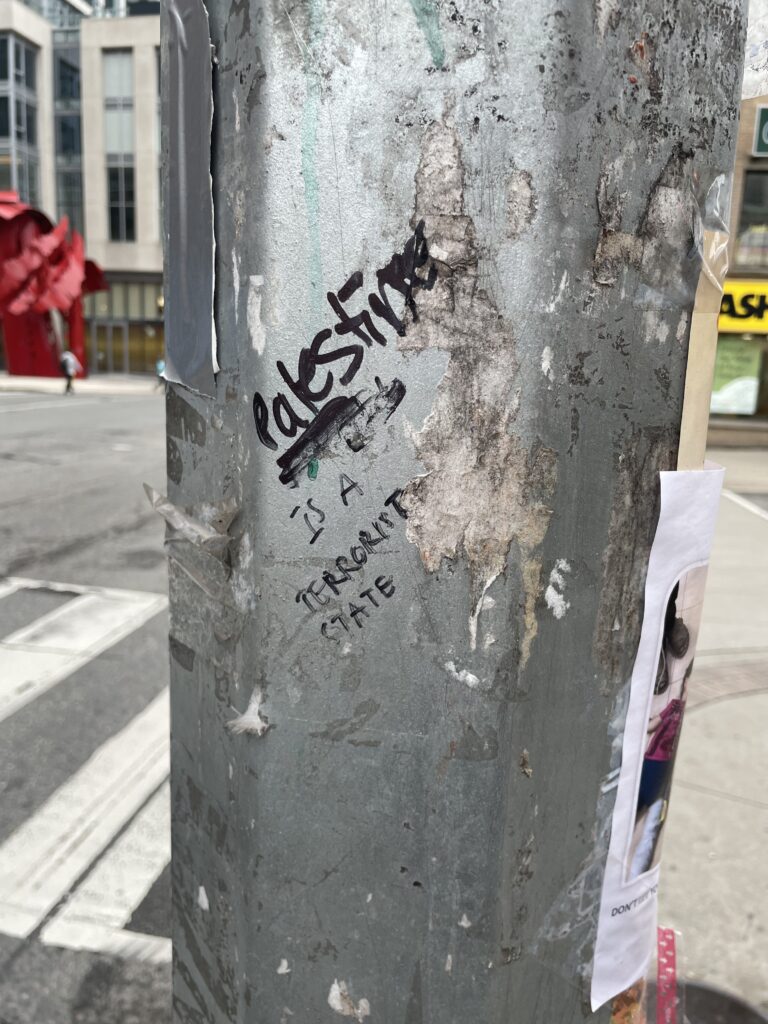 Palestine
IS A
TERRORIST
STATE
ASH
DON'T